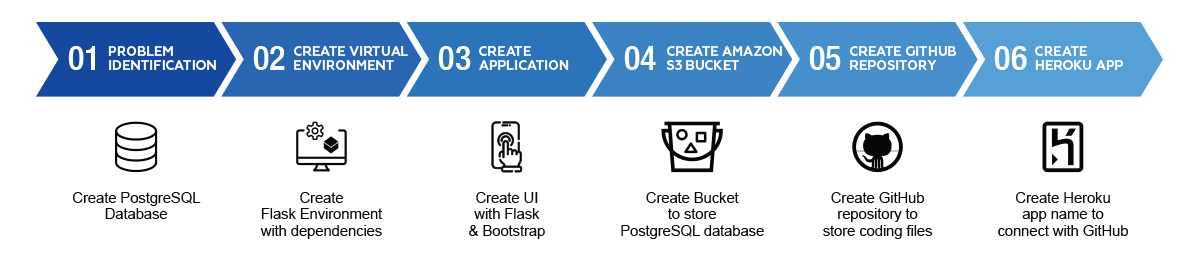 01 PROBLEM
IDENTIFICATION
02 CREATE VIRTUAL
ENVIRONMENT
03 CREATE
APPLICATION
04 CREATE AMAZON
S3 BUCKET
05 CREATE GITHUB
REPOSITORY
06 CREATE
HEROKU APP
Create PostgreSQL
Database
Create
Flask Environment
with dependencies
Create UI
with Flask
& Bootstrap
Create Bucket
to store
PostgreSQL database
Create GitHub
repository to
store coding files
Create Heroku
app name to
connect with GitHub